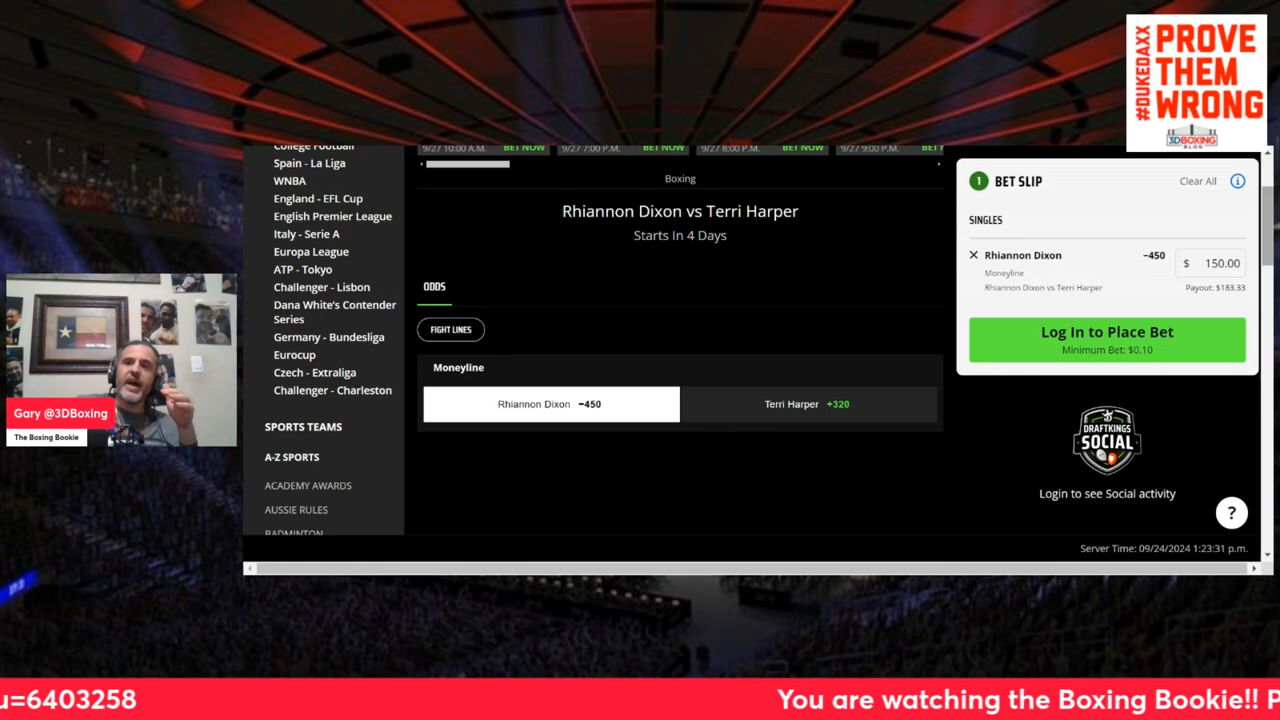 #DUKEDAXX
PROVE
THEM
WRONG
3DBOXING
BLOG
College Football
Spain - La Liga
WNBA
England - EFL Cup
English Premier League
Italy - Serie A
Europa League
ATP - Tokyo
Challenger - Lisbon
Dana White's Contender
Series
Germany - Bundesliga
Eurocup
Czech - Extraliga
Challenger - Charleston
SPORTS TEAMS
A-Z SPORTS
ACADEMY AWARDS
AUSSIE RULES
BADMINTON
9/27 10:00 A.M. BET NOW 9/27 7:00 P.M. BET NOW 9/27 8:00 P.M. BET NOW 9/27 9:00 P.M. BET N
Boxing
Rhiannon Dixon vs Terri Harper
Starts In 4 Days
ODDS
FIGHT LINES
Moneyline
Rhiannon Dixon −450 Terri Harper +320
1 BET SLIP Clear All i
SINGLES
Rhiannon Dixon −450 $ 150.00
Moneyline
Rhiannon Dixon vs Terri Harper Payout: $183.33
Log In to Place Bet
Minimum Bet: $0.10
DRAFTKINGS
SOCIAL
Login to see Social activity
?
Server Time: 09/24/2024 1:23:31 p.m.
Gary @3DBoxing
The Boxing Bookie
u=6403258 You are watching the Boxing Bookie!! P